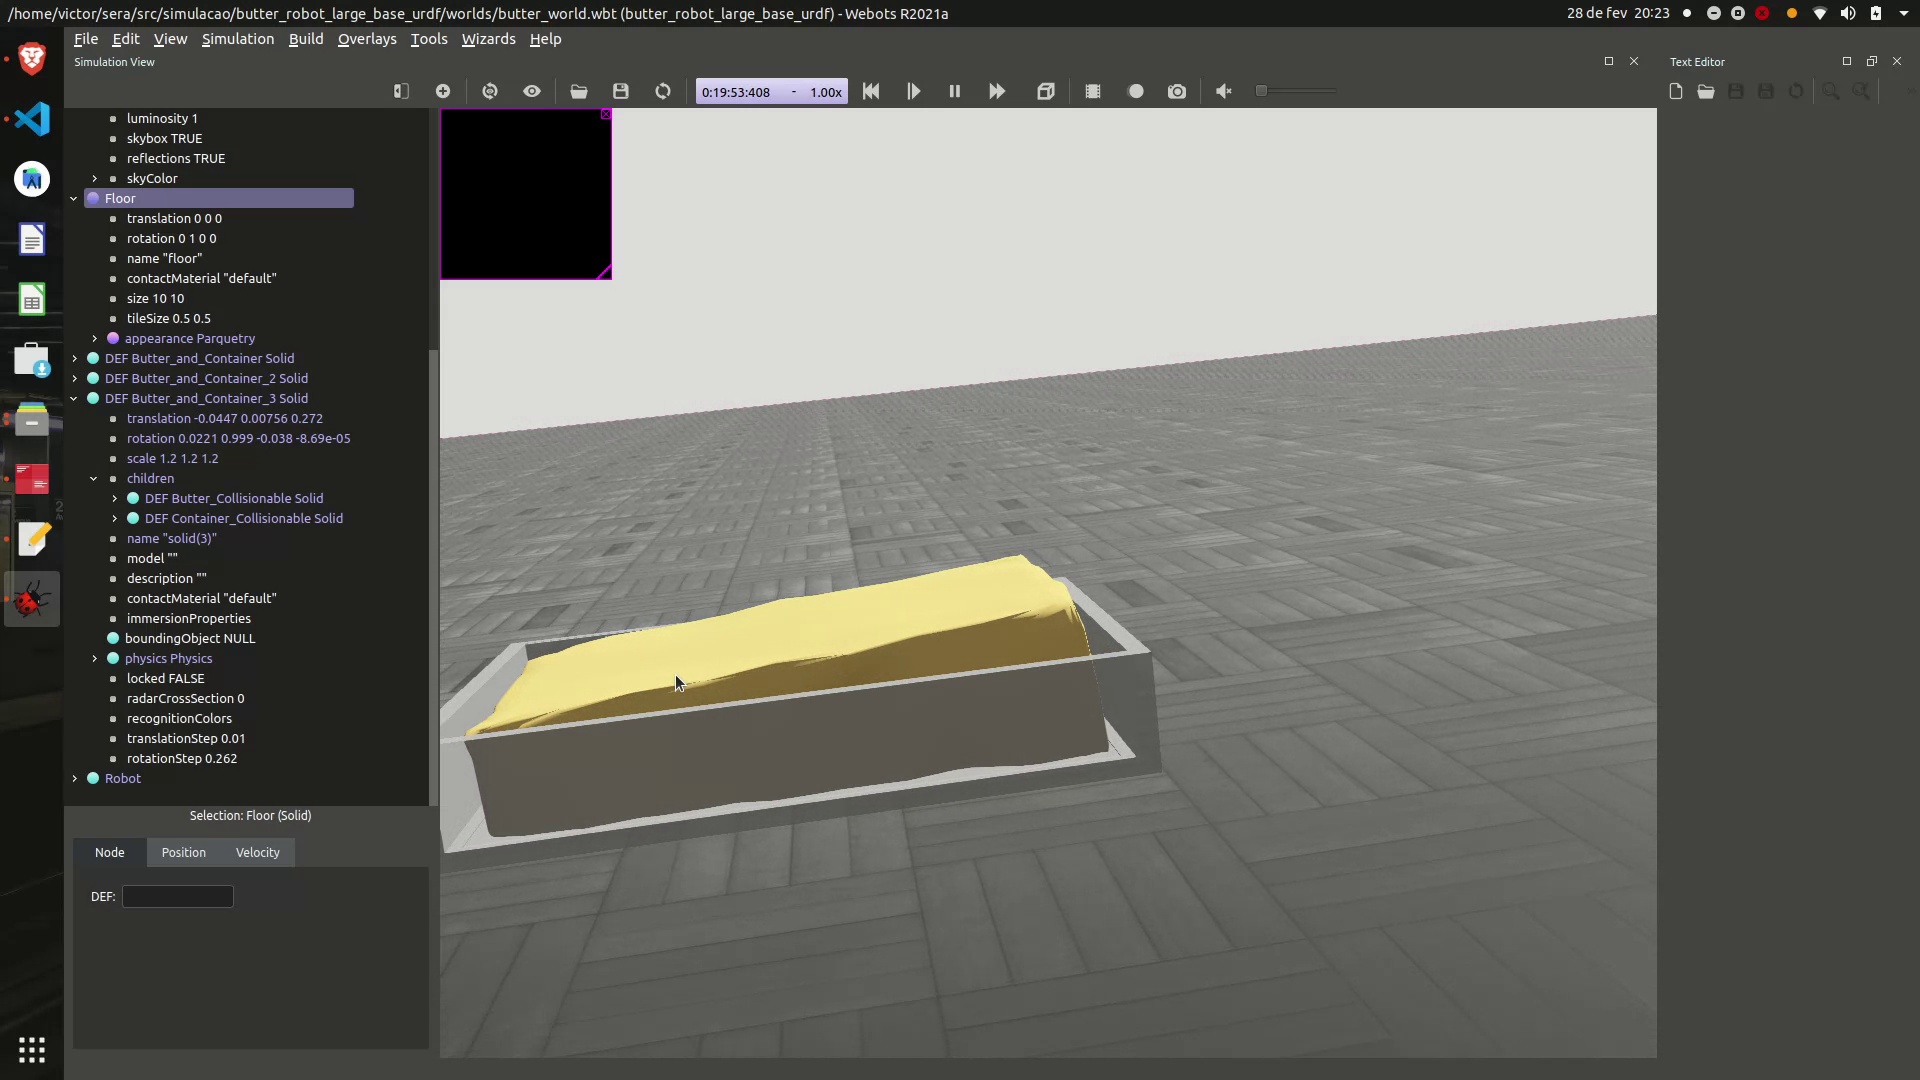 /home/victor/sera/src/simulacao/butter_robot_large_base_urdf/worlds/butter_world.wbt (butter_robot_large_base_urdf) - Webots R2021a
28 de fev 20:23
File Edit View Simulation Build Overlays Tools Wizards Help
Simulation View
Text Editor
0:19:53:408 - 1.00x
luminosity 1
skybox TRUE
reflections TRUE
skyColor
Floor
translation 0 0 0
rotation 0 1 0 0
name "floor"
contactMaterial "default"
size 10 10
tileSize 0.5 0.5
appearance Parquetry
DEF Butter_and_Container Solid
DEF Butter_and_Container_2 Solid
DEF Butter_and_Container_3 Solid
translation -0.0447 0.00756 0.272
rotation 0.0221 0.999 -0.038 -8.69e-05
scale 1.2 1.2 1.2
children
DEF Butter_Collisionable Solid
DEF Container_Collisionable Solid
name "solid(3)"
model ""
description ""
contactMaterial "default"
immersionProperties
boundingObject NULL
physics Physics
locked FALSE
radarCrossSection 0
recognitionColors
translationStep 0.01
rotationStep 0.262
Robot
Selection: Floor (Solid)
Node Position Velocity
DEF: